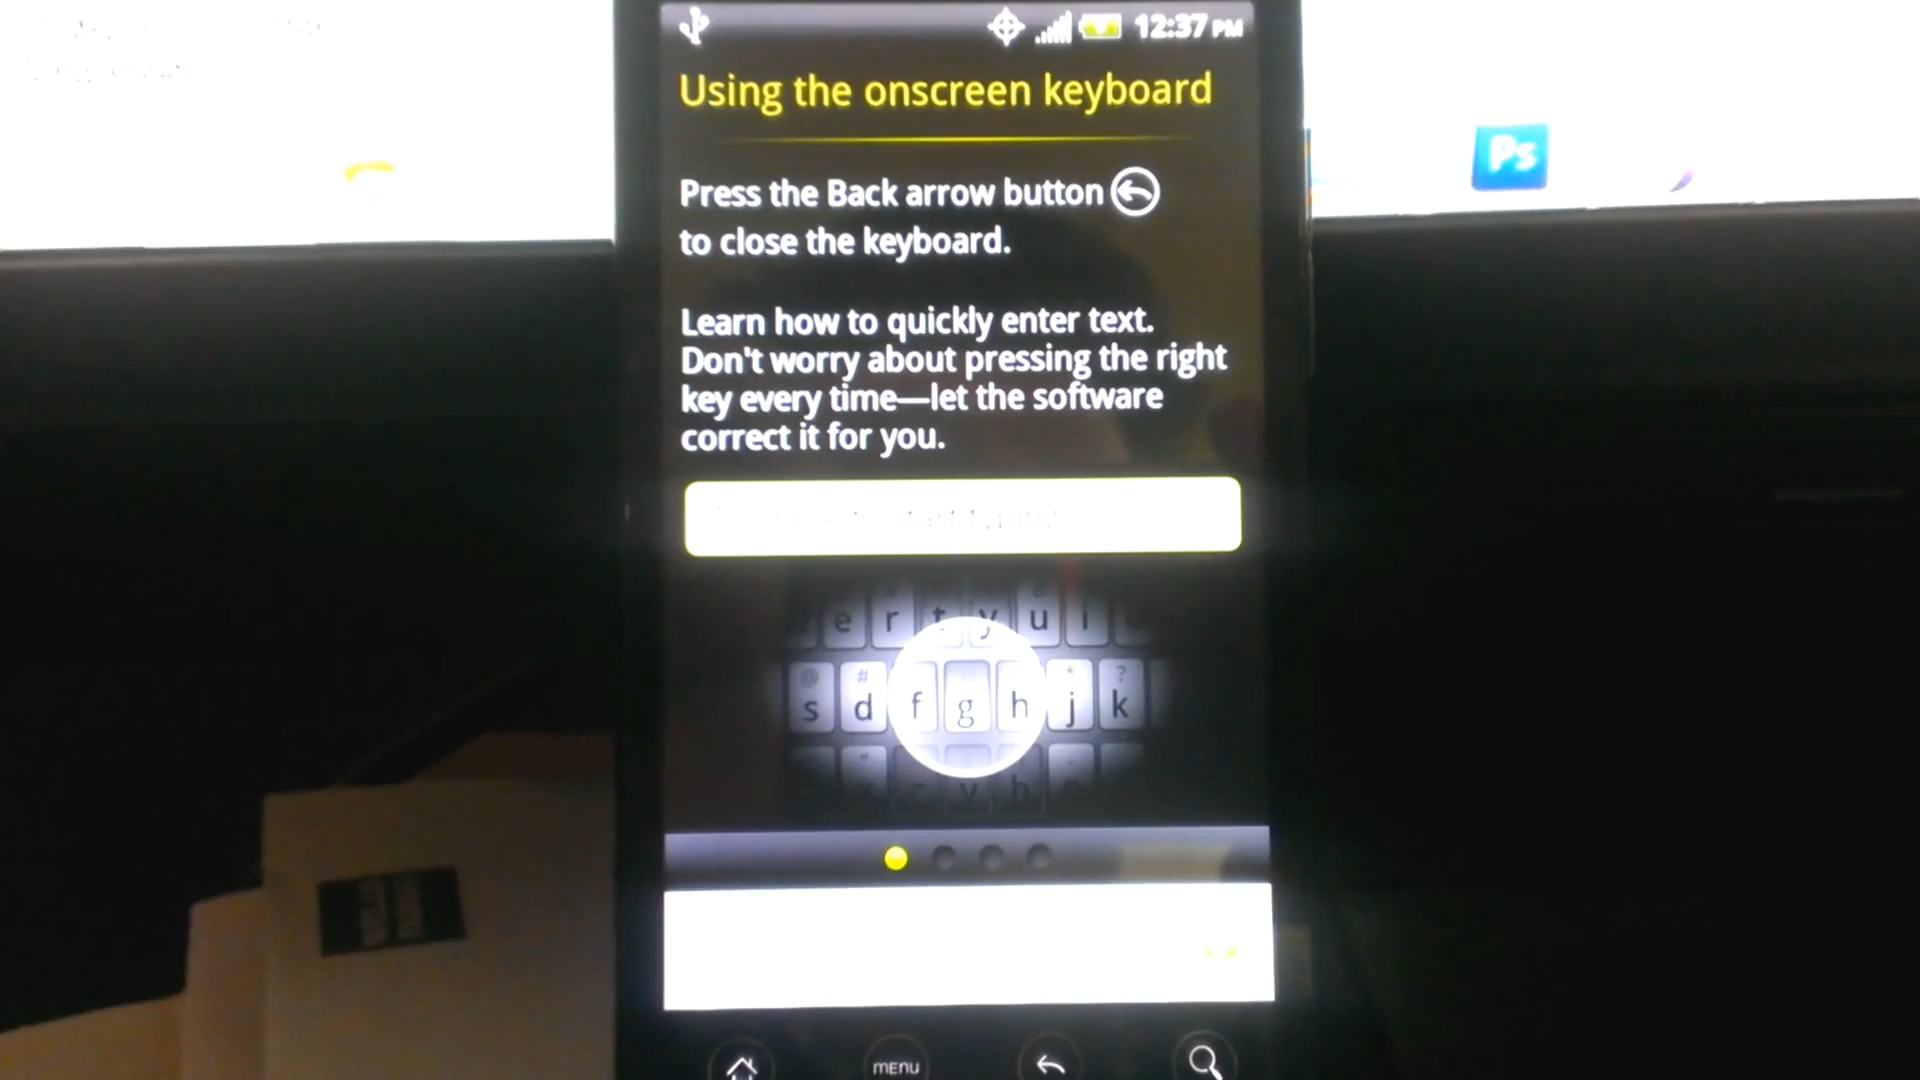 12:37 PM
Using the onscreen keyboard
Press the Back arrow button
to close the keyboard.
Learn how to quickly enter text.
Don't worry about pressing the right
key every time—let the software
correct it for you.
e r t y u i
@ # * ?
s d f g h j k
v b
MENU
Ps